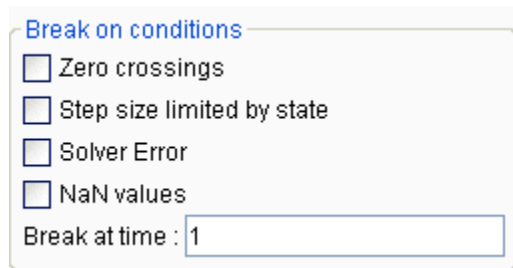 Break on conditions
Zero crossings
Step size limited by state
Solver Error
NaN values
Break at time : 1